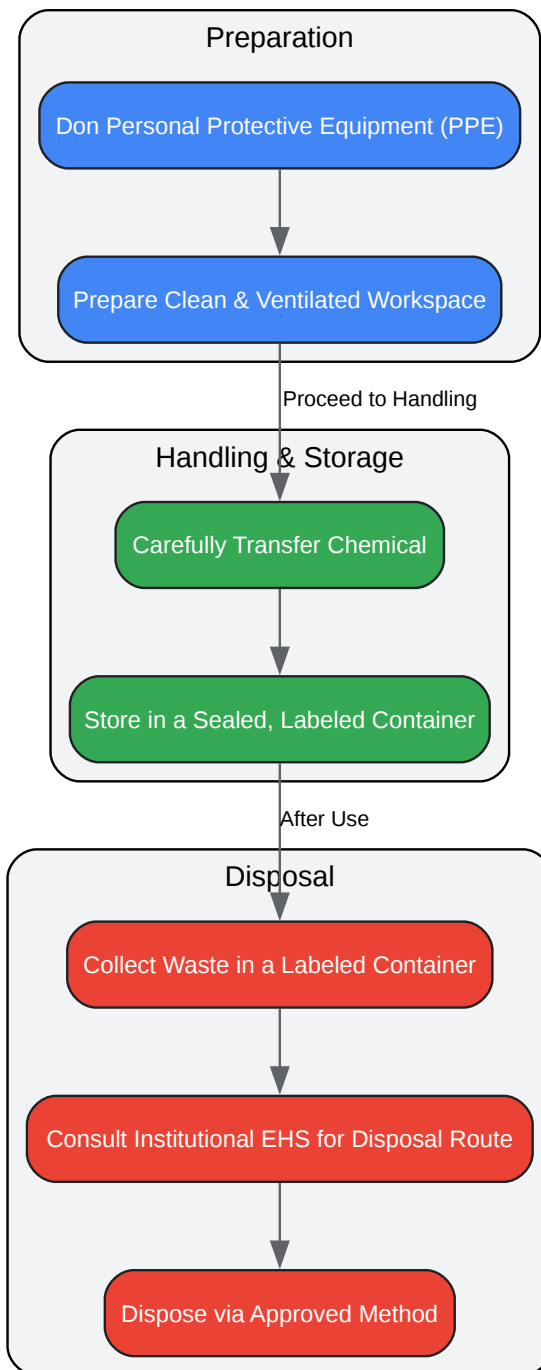 Preparation
Don Personal Protective Equipment (PPE)
Prepare Clean & Ventilated Workspace
Proceed to Handling
Handling & Storage
Carefully Transfer Chemical
Store in a Sealed, Labeled Container
After Use
Disposal
Collect Waste in a Labeled Container
Consult Institutional EHS for Disposal Route
Dispose via Approved Method